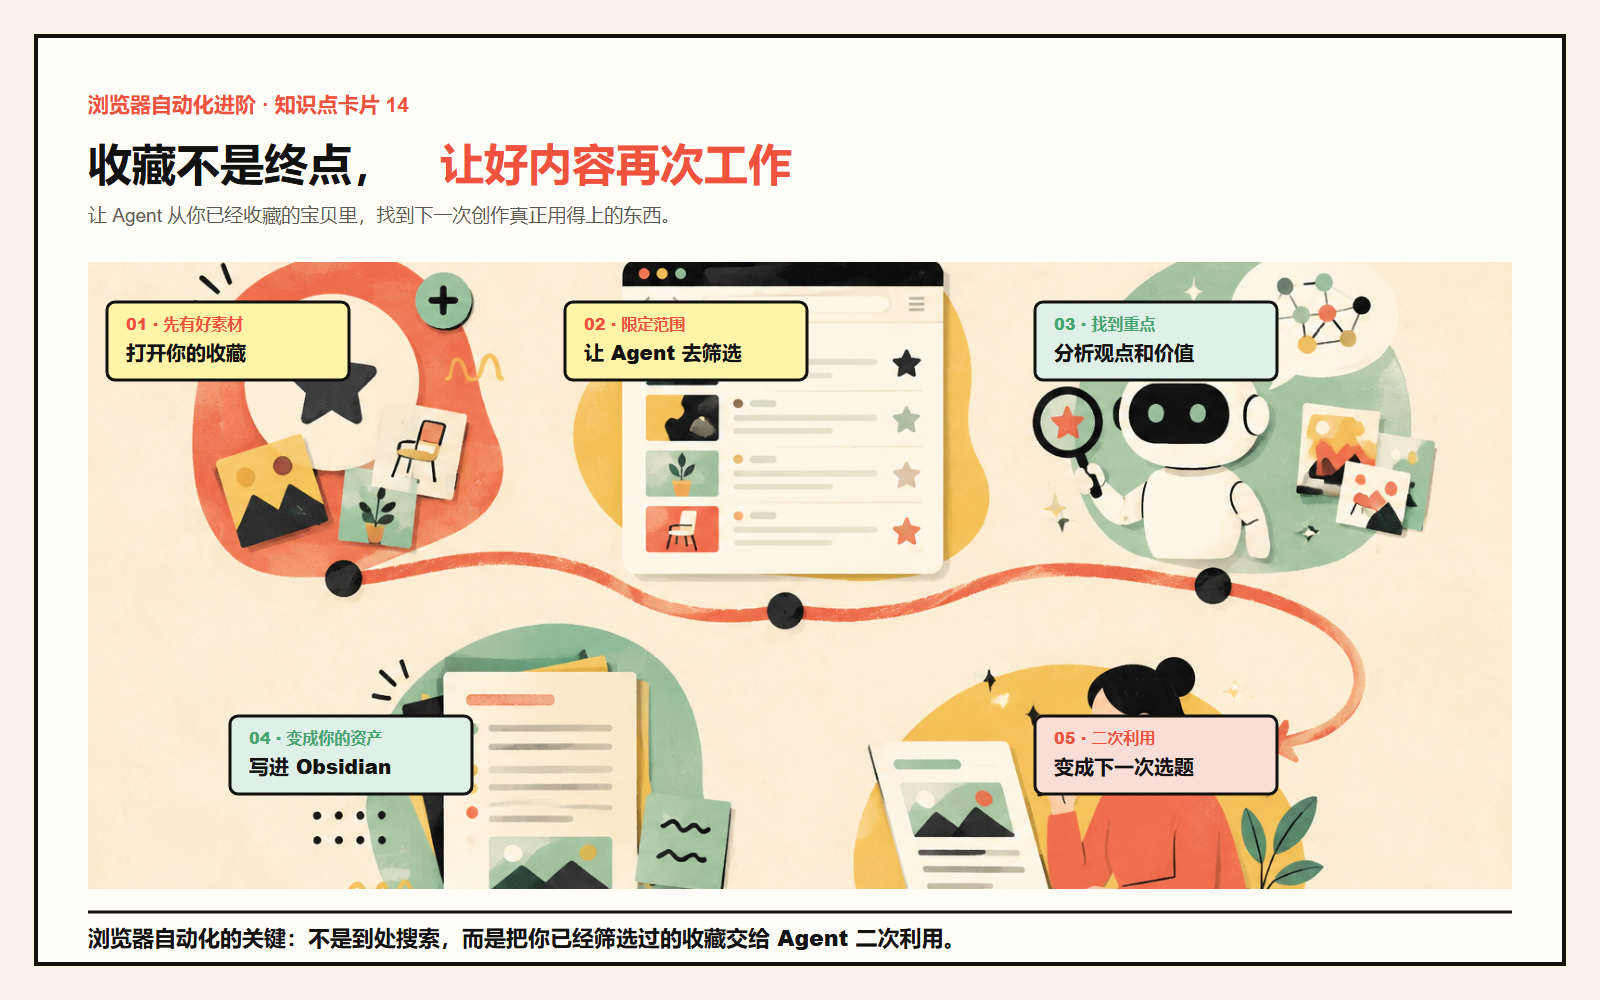 浏览器自动化进阶 · 知识点卡片 14
收藏不是终点， 让好内容再次工作
让 Agent 从你已经收藏的宝贝里，找到下一次创作真正用得上的东西。
01 · 先有好素材
打开你的收藏
02 · 限定范围
让 Agent 去筛选
03 · 找到重点
分析观点和价值
04 · 变成你的资产
写进 Obsidian
05 · 二次利用
变成下一次选题
浏览器自动化的关键：不是到处搜索，而是把你已经筛选过的收藏交给 Agent 二次利用。